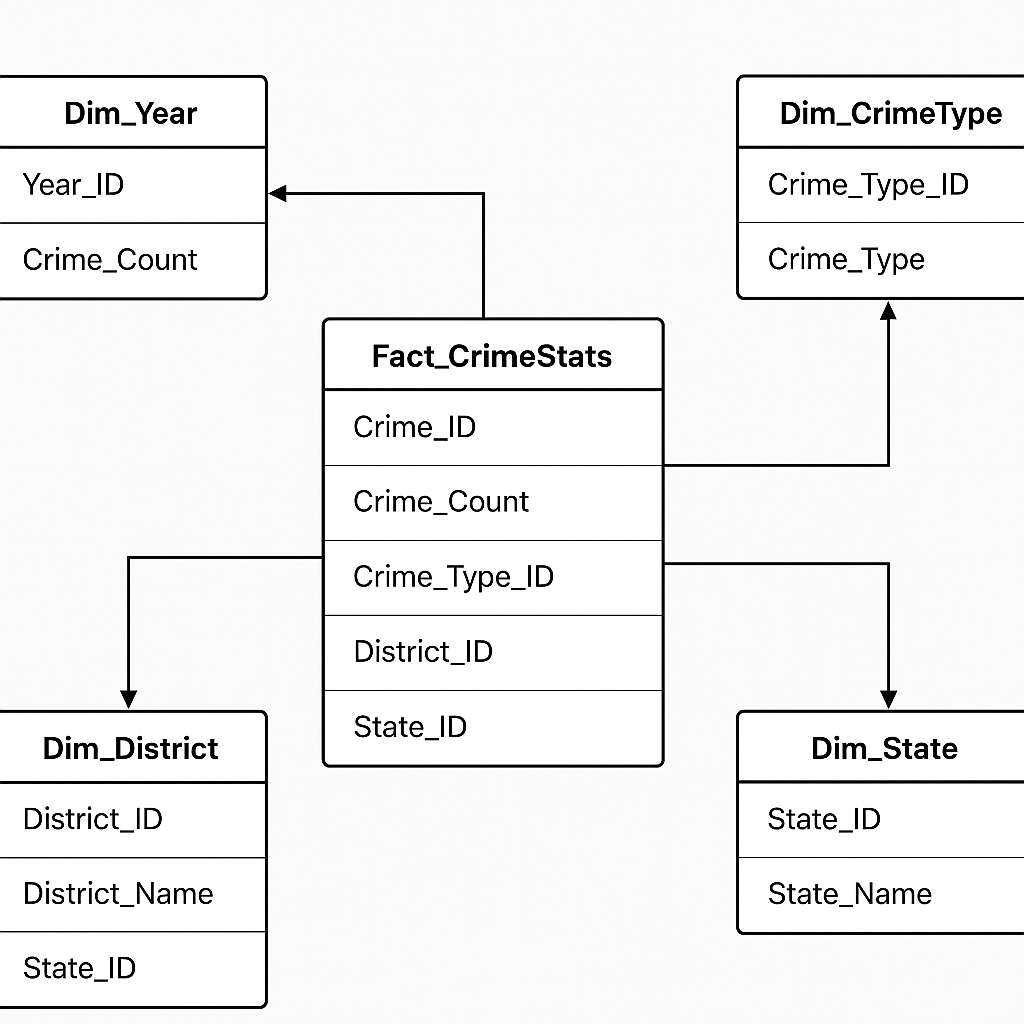 Dim_Year
Year_ID
Crime_Count
Dim_CrimeType
Crime_Type_ID
Crime_Type
Fact_CrimeStats
Crime_ID
Crime_Count
Crime_Type_ID
District_ID
State_ID
Dim_District
District_ID
District_Name
State_ID
Dim_State
State_ID
State_Name